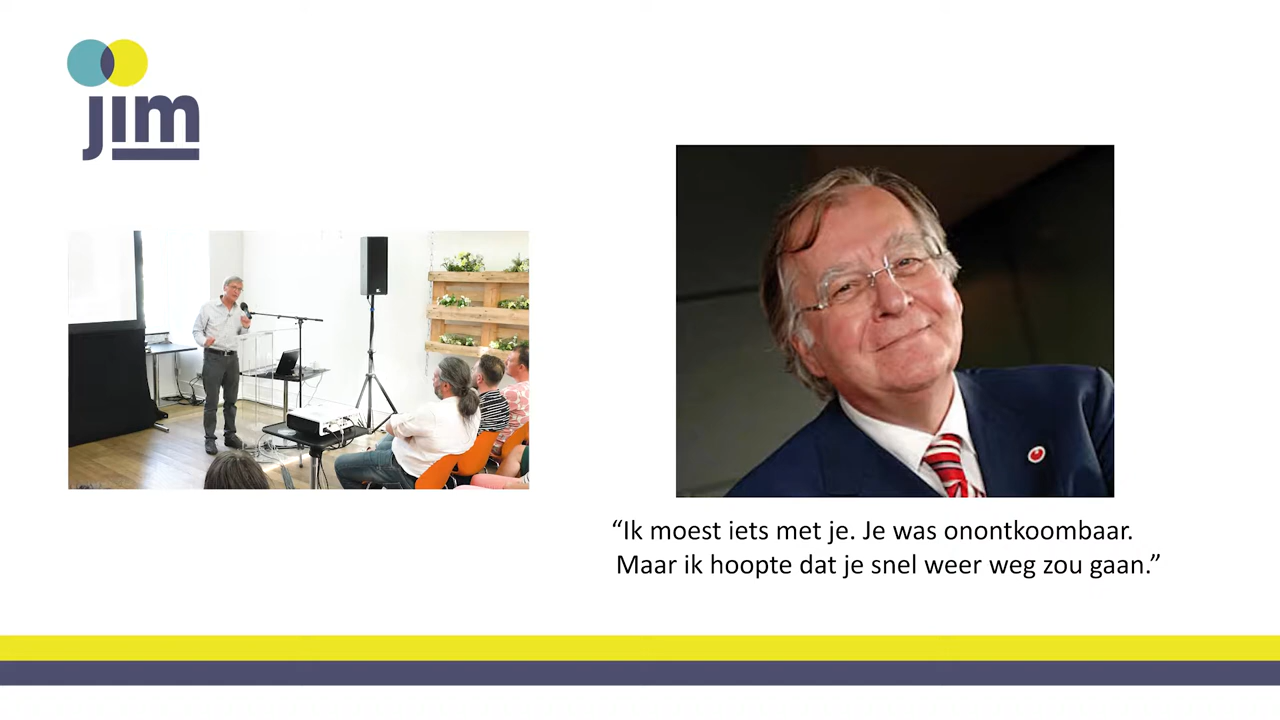 jim
“Ik moest iets met je. Je was onontkoombaar.
Maar ik hoopte dat je snel weer weg zou gaan.”